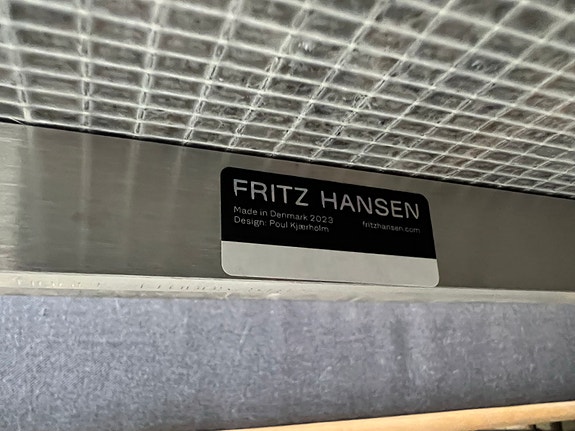 FRITZ HANSEN
Made in Denmark 2023
Design: Poul Kjærholm
fritzhansen.com